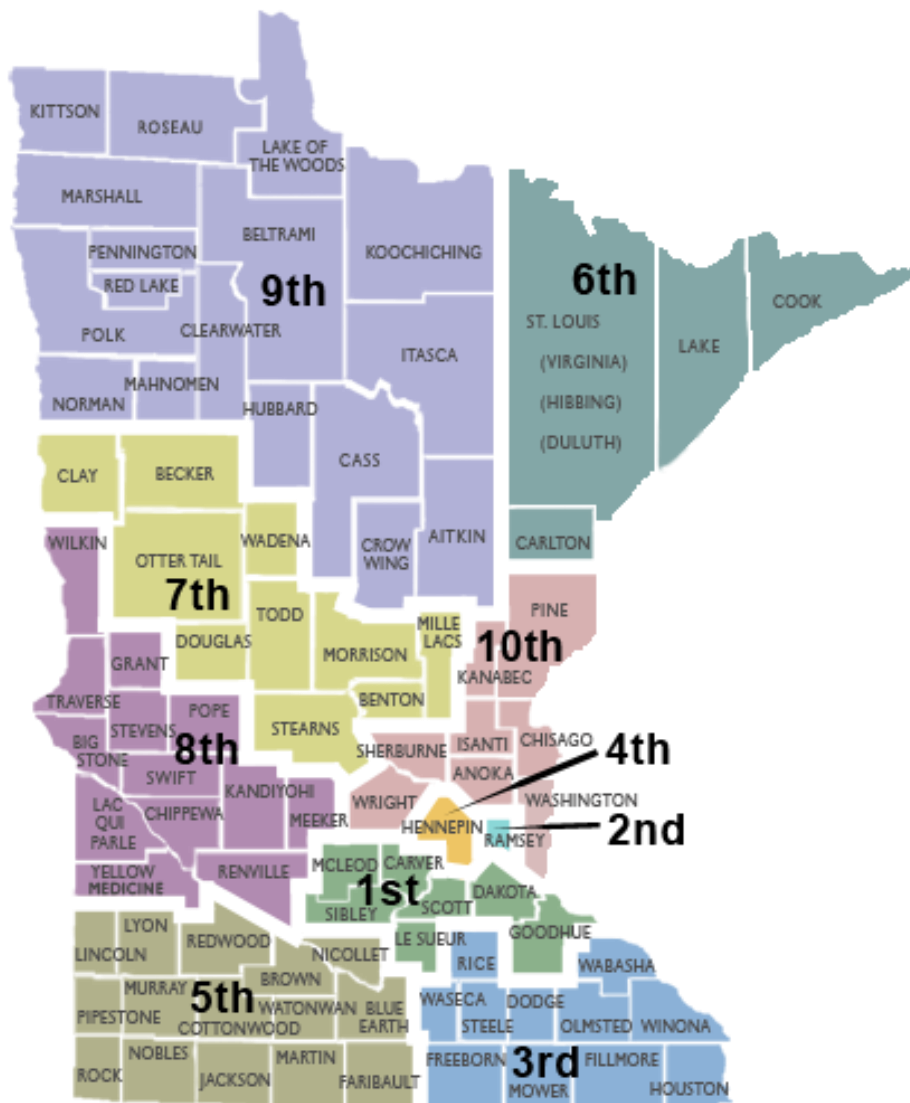 KITTSON
ROSEAU
LAKE OF
THE WOODS
MARSHALL
BELTRAMI
KOOCHICHING
PENNINGTON
RED LAKE
9th
6th
POLK
CLEARWATER
ST. LOUIS
LAKE
COOK
(VIRGINIA)
ITASCA
MAHNOMEN
NORMAN
HUBBARD
(HIBBING)
(DULUTH)
CASS
CLAY
BECKER
WILKIN
OTTER TAIL
WADENA
CROW
WING
AITKIN
CARLTON
7th
TODD
PINE
MILLE
LACS
DOUGLAS
MORRISON
10th
GRANT
KANABEC
BENTON
TRAVERSE
POPE
STEVENS
STEARNS
8th
BIG
STONE
SHERBURNE
ISANTI
CHISAGO
4th
SWIFT
ANOKA
KANDIYOHI
WRIGHT
WASHINGTON
LAC
QUI
PARLE
CHIPPEWA
MEEKER
HENNEPIN
RAMSEY
2nd
YELLOW
MEDICINE
RENVILLE
MCLEOD
CARVER
1st
DAKOTA
SIBLEY
SCOTT
LYON
REDWOOD
LE SUEUR
GOODHUE
LINCOLN
NICOLLET
RICE
WABASHA
BROWN
MURRAY
5th
WATONWAN
BLUE
EARTH
WASECA
DODGE
PIPESTONE
COTTONWOOD
STEELE
OLMSTED
WINONA
NOBLES
MARTIN
FREEBORN
3rd
FILLMORE
ROCK
JACKSON
FARIBAULT
MOWER
HOUSTON